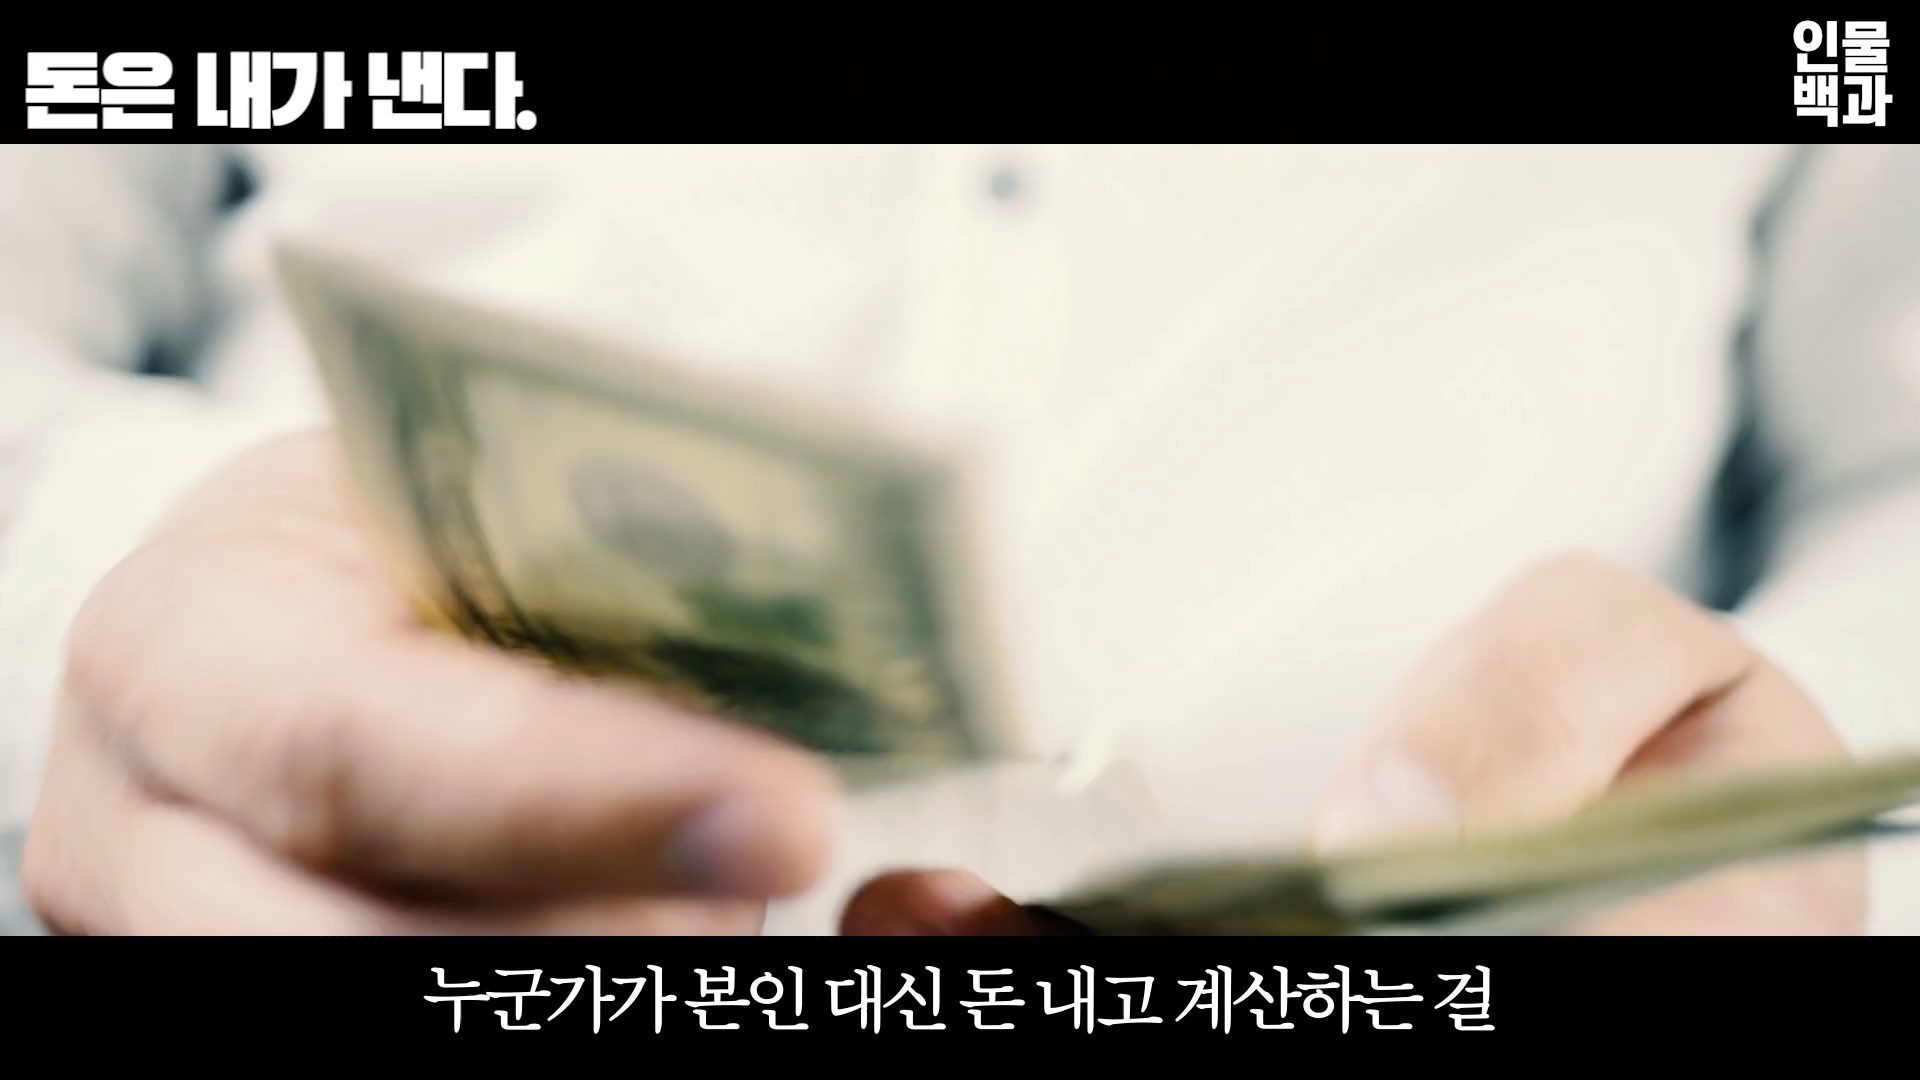 돈은 내가 낸다.
인물
백과
누군가가 본인 대신 돈 내고 계산하는 걸